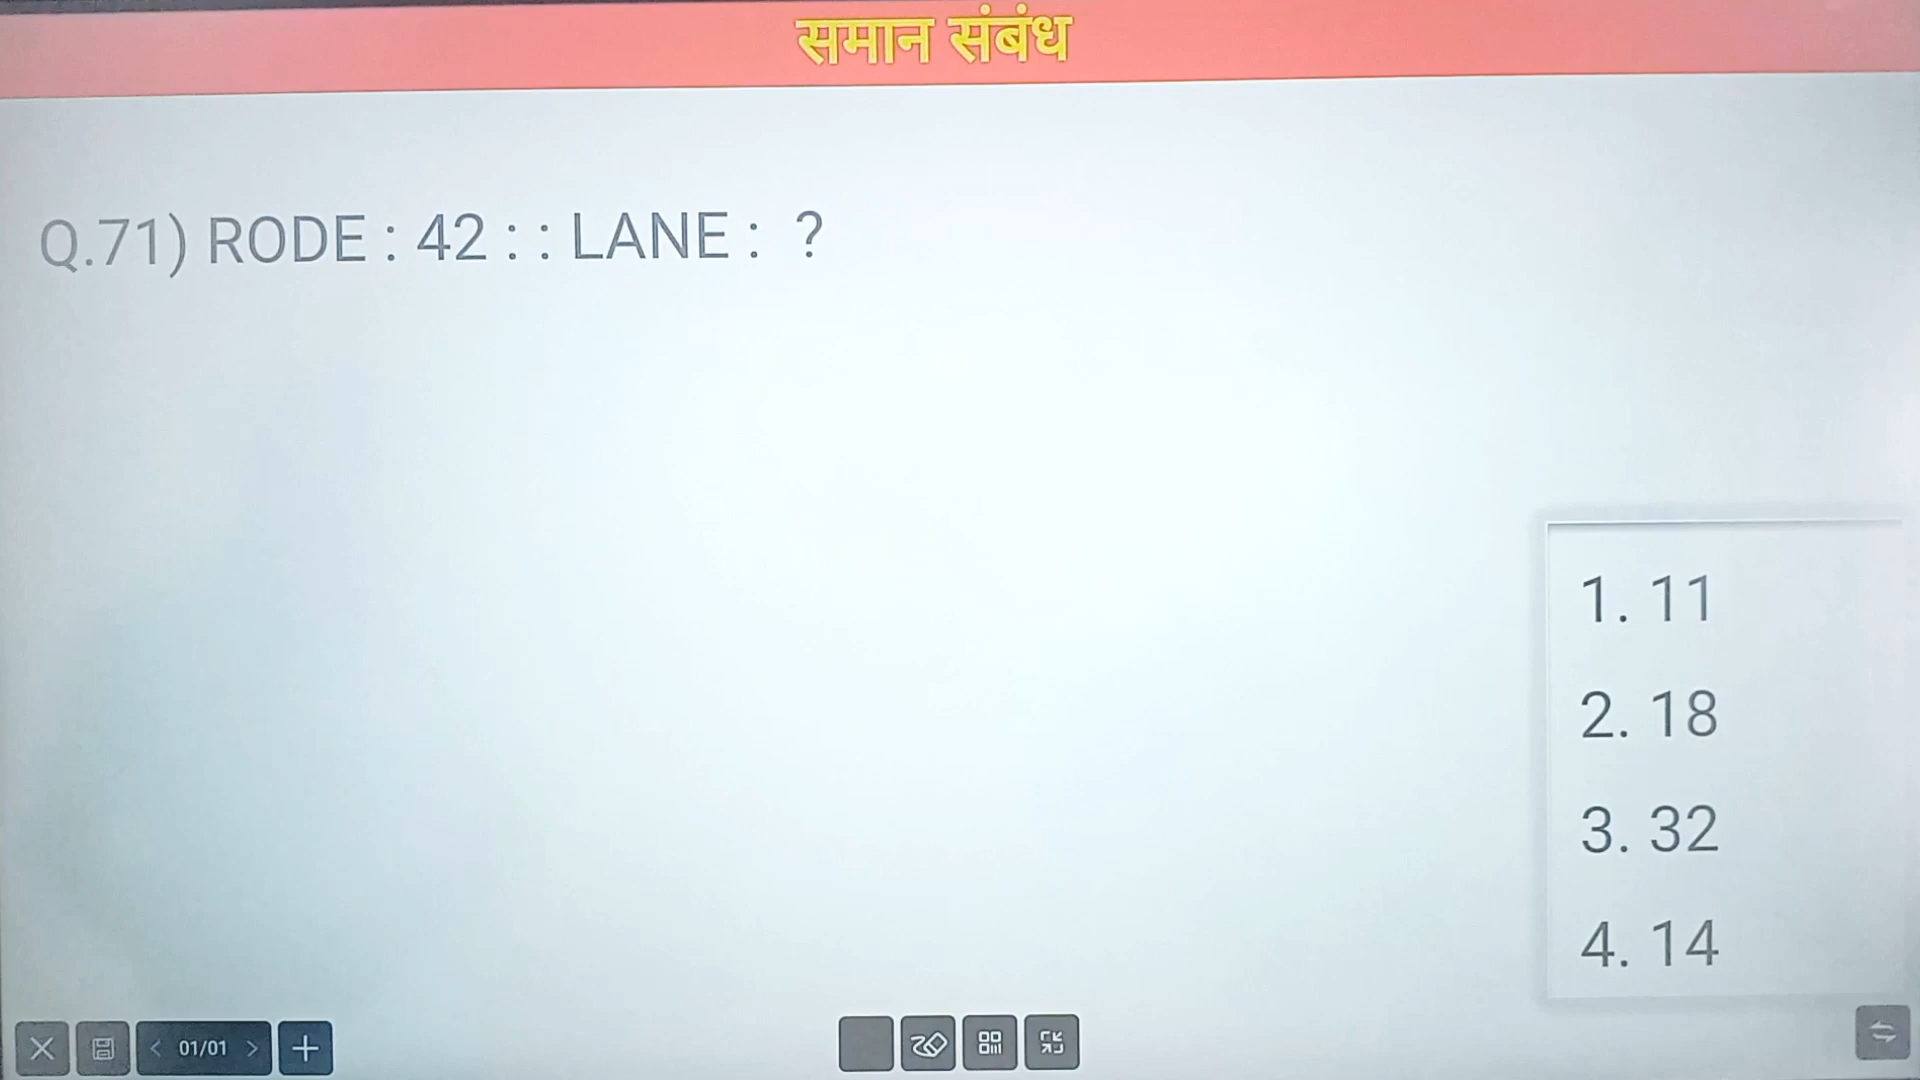 समान संबंध
Q.71) RODE : 42 : : LANE : ?
1. 11
2. 18
3. 32
4. 14
01/01